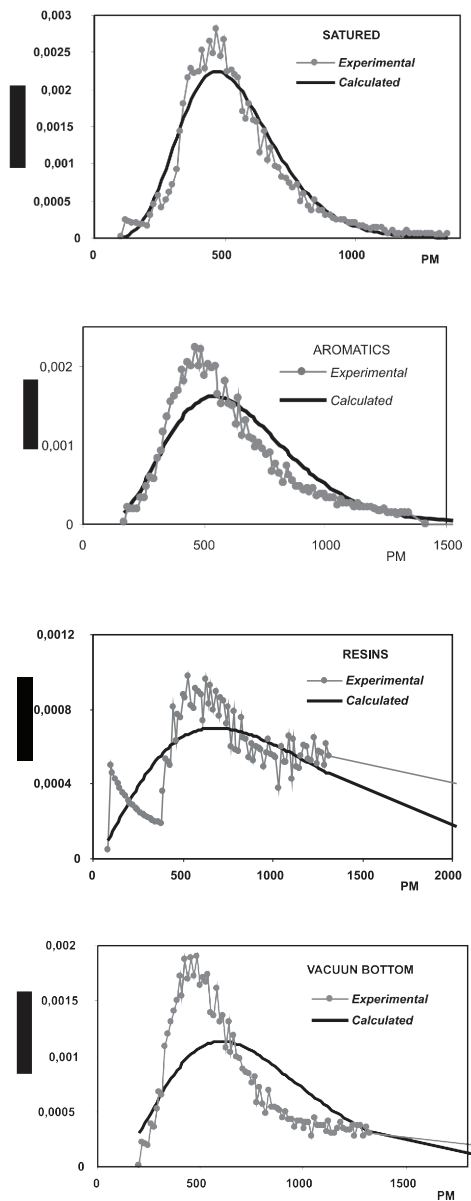 0,003
SATURED
0,0025
Experimental
0,002
Calculated
0,0015
0,001
0,0005
0
0 500 1000 PM
AROMATICS
0,002
Experimental
Calculated
0,001
0
0 500 1000 1500
PM
0,0012
RESINS
Experimental
0,0008
Calculated
0,0004
0
0 500 1000 1500 2000
PM
0,002
VACUUN BOTTOM
0,0015
Experimental
Calculated
0,001
0,0005
0
0 500 1000 1500
PM